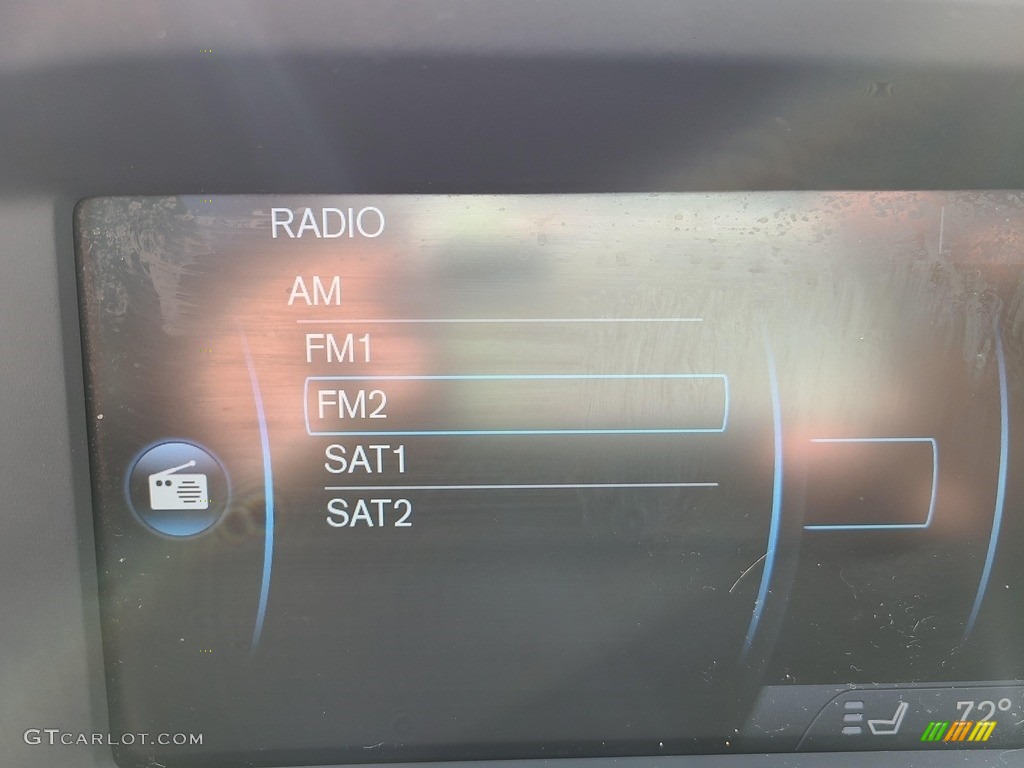 RADIO
AM
FM1
FM2
SAT1
SAT2
72°
GTCARLOT.COM